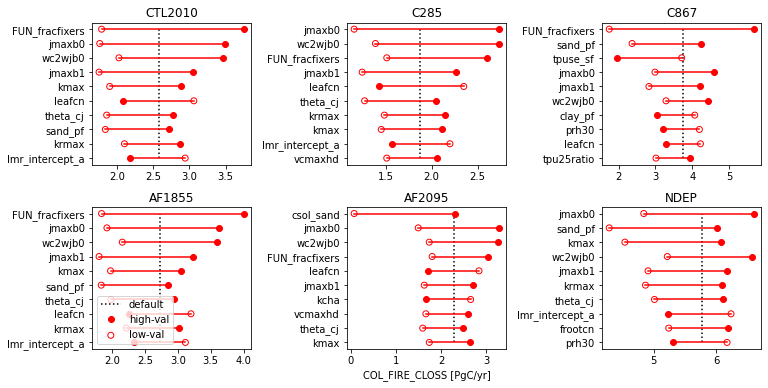 CTL2010
FUN_fracfixers
jmaxb0
wc2wjb0
jmaxb1
kmax
leafcn
theta_cj
sand_pf
krmax
lmr_intercept_a
2.0 2.5 3.0 3.5
C285
jmaxb0
wc2wjb0
FUN_fracfixers
jmaxb1
leafcn
theta_cj
krmax
kmax
lmr_intercept_a
vcmaxhd
1.5 2.0 2.5
C867
FUN_fracfixers
sand_pf
tpuse_sf
jmaxb0
jmaxb1
wc2wjb0
clay_pf
prh30
leafcn
tpu25ratio
2 3 4 5
AF1855
FUN_fracfixers
jmaxb0
wc2wjb0
jmaxb1
kmax
sand_pf
theta_cj
leafcn
krmax
lmr_intercept_a
default
high-val
low-val
2.0 2.5 3.0 3.5 4.0
AF2095
csol_sand
jmaxb0
wc2wjb0
FUN_fracfixers
leafcn
jmaxb1
kcha
vcmaxhd
theta_cj
kmax
0 1 2 3
COL_FIRE_CLOSS [PgC/yr]
NDEP
jmaxb0
sand_pf
kmax
wc2wjb0
jmaxb1
krmax
theta_cj
lmr_intercept_a
frootcn
prh30
5 6